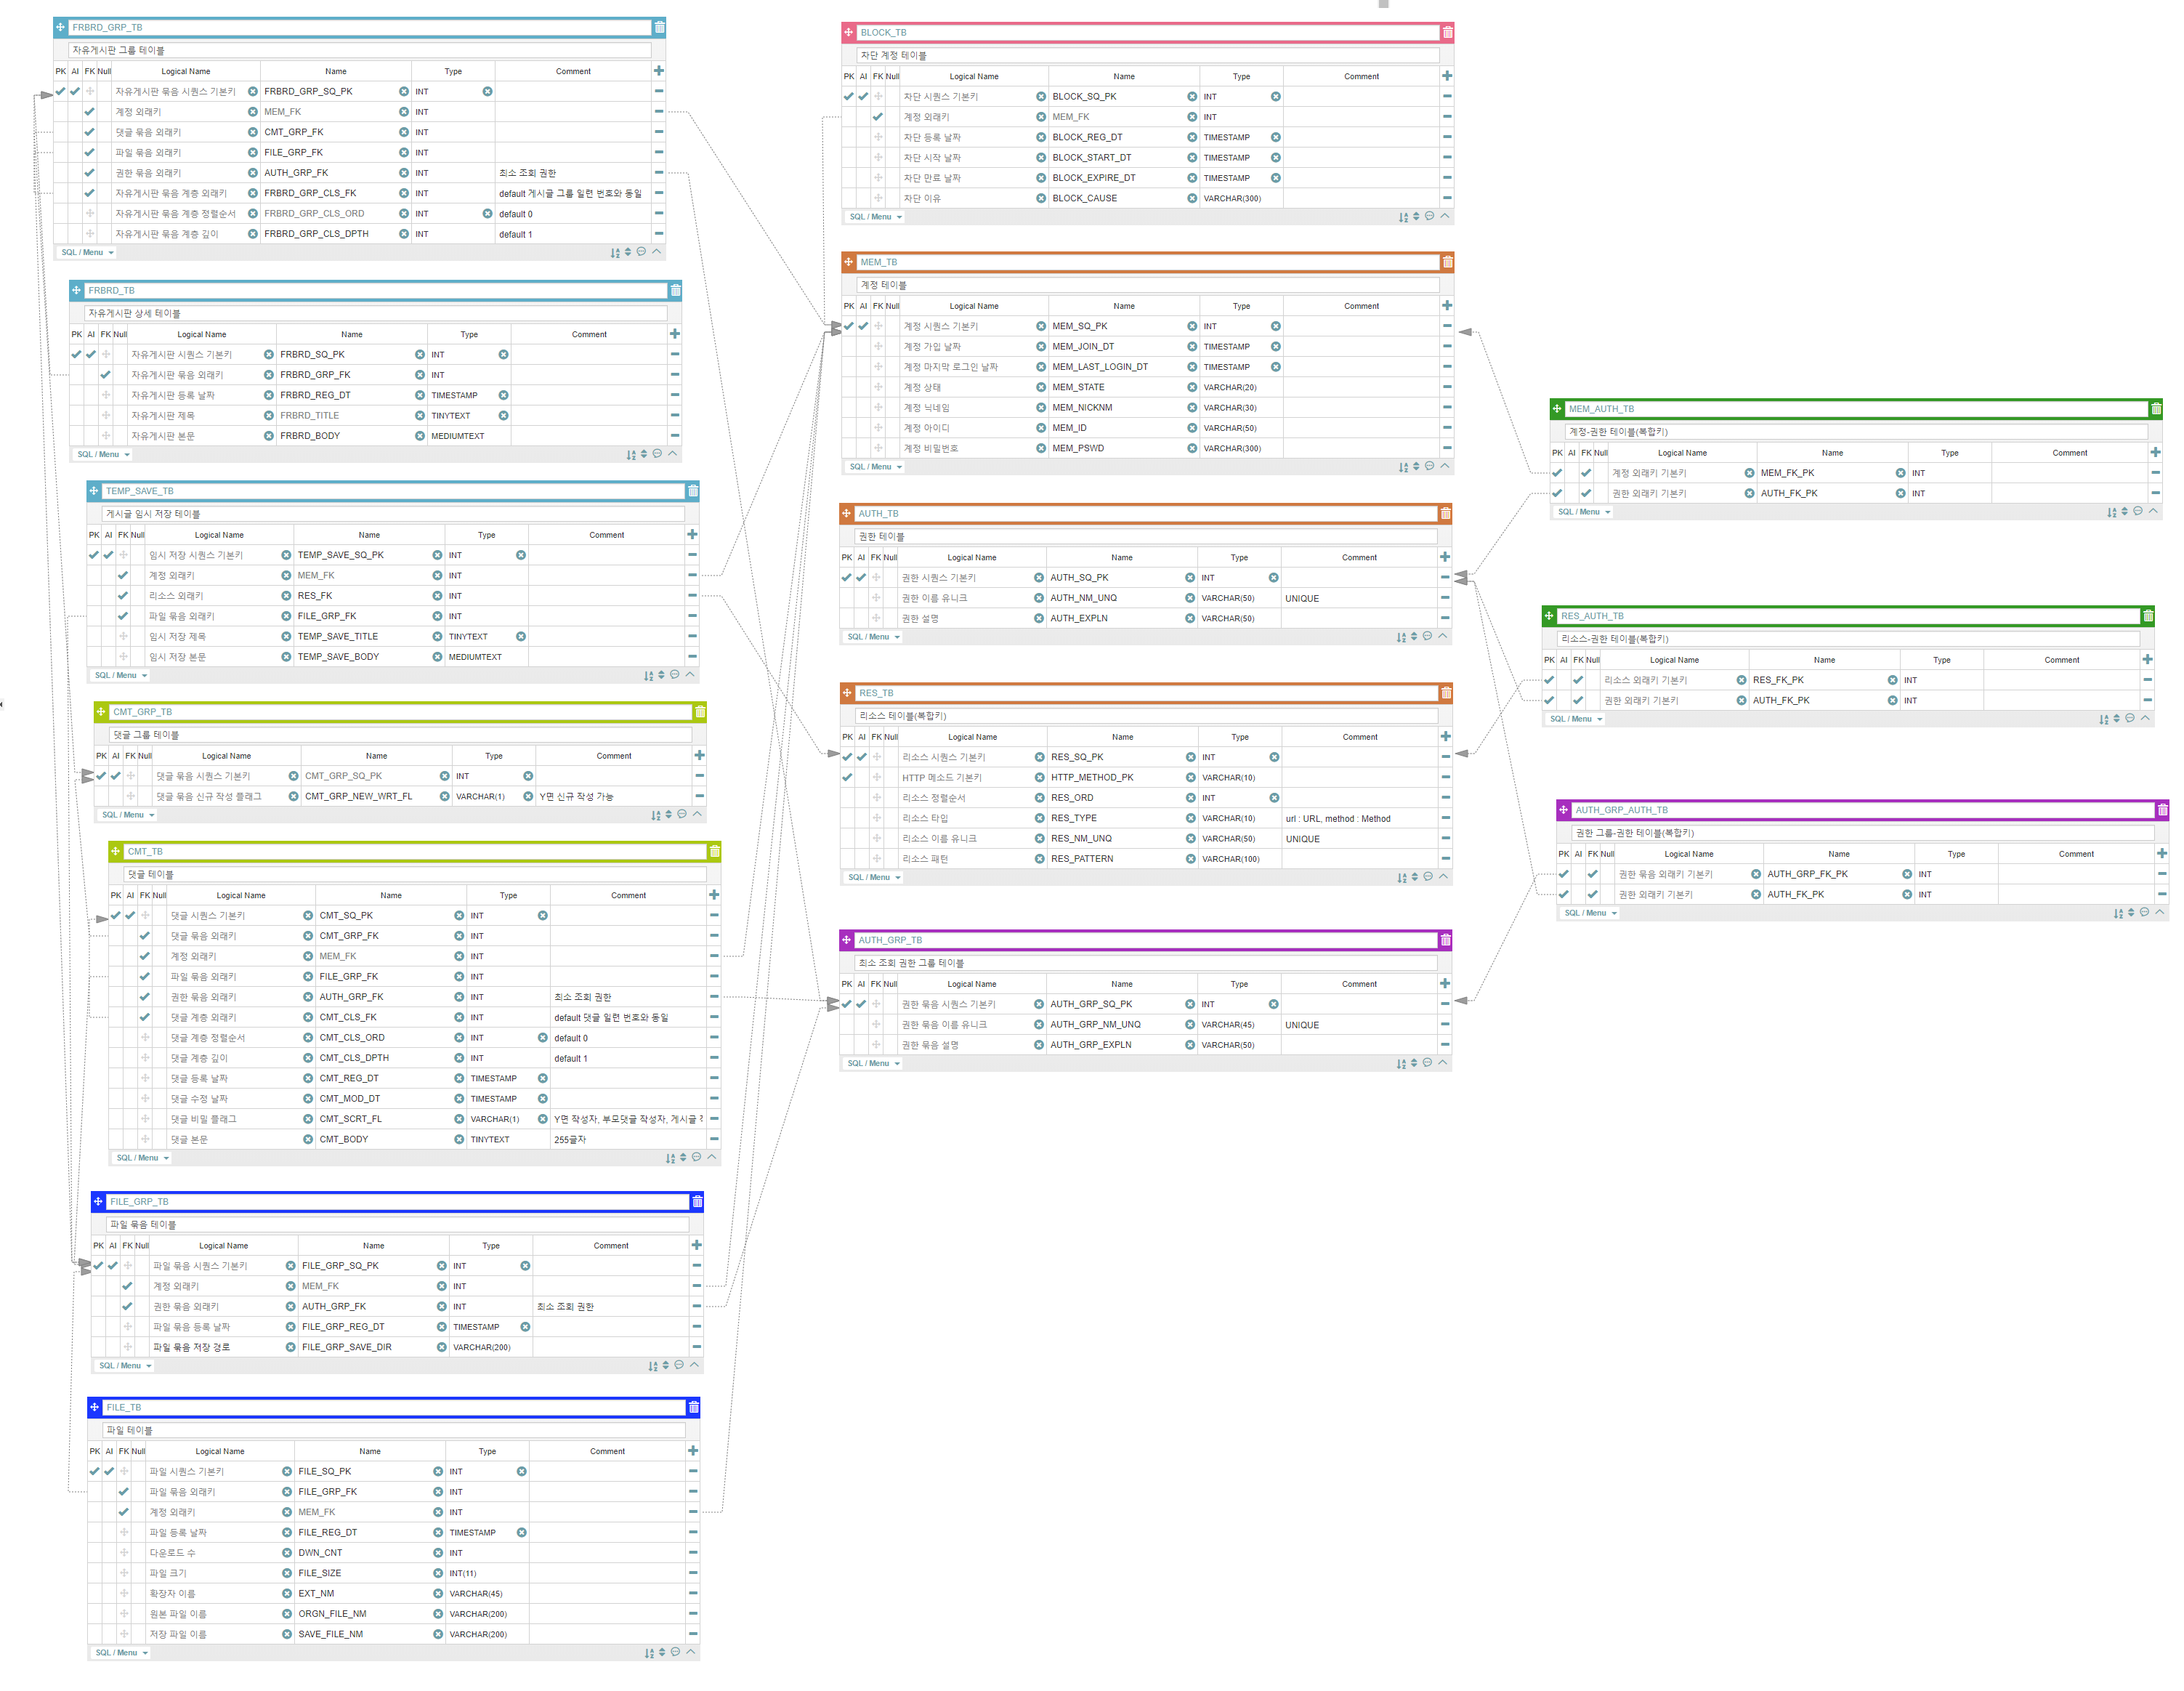 FRBRD_GRP_TB
자유게시판 그룹 테이블
PK AI FK Null Logical Name Name Type Comment
자유게시판 묶음 시퀀스 기본키 FRBRD_GRP_SQ_PK INT
계정 외래키 MEM_FK INT
댓글 묶음 외래키 CMT_GRP_FK INT
파일 묶음 외래키 FILE_GRP_FK INT
권한 묶음 외래키 AUTH_GRP_FK INT 최소 조회 권한
자유게시판 묶음 계층 외래키 FRBRD_GRP_CLS_FK INT default 게시글 그룹 일련 번호와 동일
자유게시판 묶음 계층 정렬순서 FRBRD_GRP_CLS_ORD INT default 0
자유게시판 묶음 계층 깊이 FRBRD_GRP_CLS_DPTH INT default 1
SQL / Menu
FRBRD_TB
자유게시판 상세 테이블
PK AI FK Null Logical Name Name Type Comment
자유게시판 시퀀스 기본키 FRBRD_SQ_PK INT
자유게시판 묶음 외래키 FRBRD_GRP_FK INT
자유게시판 등록 날짜 FRBRD_REG_DT TIMESTAMP
자유게시판 제목 FRBRD_TITLE TINYTEXT
자유게시판 본문 FRBRD_BODY MEDIUMTEXT
SQL / Menu
TEMP_SAVE_TB
게시글 임시 저장 테이블
PK AI FK Null Logical Name Name Type Comment
임시 저장 시퀀스 기본키 TEMP_SAVE_SQ_PK INT
계정 외래키 MEM_FK INT
리소스 외래키 RES_FK INT
파일 묶음 외래키 FILE_GRP_FK INT
임시 저장 제목 TEMP_SAVE_TITLE TINYTEXT
임시 저장 본문 TEMP_SAVE_BODY MEDIUMTEXT
SQL / Menu
CMT_GRP_TB
댓글 그룹 테이블
PK AI FK Null Logical Name Name Type Comment
댓글 묶음 시퀀스 기본키 CMT_GRP_SQ_PK INT
댓글 묶음 신규 작성 플래그 CMT_GRP_NEW_WRT_FL VARCHAR(1) Y면 신규 작성 가능
SQL / Menu
CMT_TB
댓글 테이블
PK AI FK Null Logical Name Name Type Comment
댓글 시퀀스 기본키 CMT_SQ_PK INT
댓글 묶음 외래키 CMT_GRP_FK INT
계정 외래키 MEM_FK INT
파일 묶음 외래키 FILE_GRP_FK INT
권한 묶음 외래키 AUTH_GRP_FK INT 최소 조회 권한
댓글 계층 외래키 CMT_CLS_FK INT default 댓글 일련 번호와 동일
댓글 계층 정렬순서 CMT_CLS_ORD INT default 0
댓글 계층 깊이 CMT_CLS_DPTH INT default 1
댓글 등록 날짜 CMT_REG_DT TIMESTAMP
댓글 수정 날짜 CMT_MOD_DT TIMESTAMP
댓글 비밀 플래그 CMT_SCRT_FL VARCHAR(1) Y면 작성자, 부모댓글 작성자, 게시글
댓글 본문 CMT_BODY TINYTEXT 255글자
SQL / Menu
FILE_GRP_TB
파일 묶음 테이블
PK AI FK Null Logical Name Name Type Comment
파일 묶음 시퀀스 기본키 FILE_GRP_SQ_PK INT
계정 외래키 MEM_FK INT
권한 묶음 외래키 AUTH_GRP_FK INT 최소 조회 권한
파일 묶음 등록 날짜 FILE_GRP_REG_DT TIMESTAMP
파일 묶음 저장 경로 FILE_GRP_SAVE_DIR VARCHAR(200)
SQL / Menu
FILE_TB
파일 테이블
PK AI FK Null Logical Name Name Type Comment
파일 시퀀스 기본키 FILE_SQ_PK INT
파일 묶음 외래키 FILE_GRP_FK INT
계정 외래키 MEM_FK INT
파일 등록 날짜 FILE_REG_DT TIMESTAMP
다운로드 수 DWN_CNT INT
파일 크기 FILE_SIZE INT(11)
확장자 이름 EXT_NM VARCHAR(45)
원본 파일 이름 ORGN_FILE_NM VARCHAR(200)
저장 파일 이름 SAVE_FILE_NM VARCHAR(200)
SQL / Menu
BLOCK_TB
차단 계정 테이블
PK AI FK Null Logical Name Name Type Comment
차단 시퀀스 기본키 BLOCK_SQ_PK INT
계정 외래키 MEM_FK INT
차단 등록 날짜 BLOCK_REG_DT TIMESTAMP
차단 시작 날짜 BLOCK_START_DT TIMESTAMP
차단 만료 날짜 BLOCK_EXPIRE_DT TIMESTAMP
차단 이유 BLOCK_CAUSE VARCHAR(300)
SQL / Menu
MEM_TB
계정 테이블
PK AI FK Null Logical Name Name Type Comment
계정 시퀀스 기본키 MEM_SQ_PK INT
계정 가입 날짜 MEM_JOIN_DT TIMESTAMP
계정 마지막 로그인 날짜 MEM_LAST_LOGIN_DT TIMESTAMP
계정 상태 MEM_STATE VARCHAR(20)
계정 닉네임 MEM_NICKNM VARCHAR(30)
계정 아이디 MEM_ID VARCHAR(50)
계정 비밀번호 MEM_PSWD VARCHAR(300)
SQL / Menu
AUTH_TB
권한 테이블
PK AI FK Null Logical Name Name Type Comment
권한 시퀀스 기본키 AUTH_SQ_PK INT
권한 이름 유니크 AUTH_NM_UNQ VARCHAR(50) UNIQUE
권한 설명 AUTH_EXPLN VARCHAR(50)
SQL / Menu
RES_TB
리소스 테이블(복합키)
PK AI FK Null Logical Name Name Type Comment
리소스 시퀀스 기본키 RES_SQ_PK INT
HTTP 메소드 기본키 HTTP_METHOD_PK VARCHAR(10)
리소스 정렬순서 RES_ORD INT
리소스 타입 RES_TYPE VARCHAR(10) url : URL, method : Method
리소스 이름 유니크 RES_NM_UNQ VARCHAR(50) UNIQUE
리소스 패턴 RES_PATTERN VARCHAR(100)
SQL / Menu
AUTH_GRP_TB
최소 조회 권한 그룹 테이블
PK AI FK Null Logical Name Name Type Comment
권한 묶음 시퀀스 기본키 AUTH_GRP_SQ_PK INT
권한 묶음 이름 유니크 AUTH_GRP_NM_UNQ VARCHAR(45) UNIQUE
권한 묶음 설명 AUTH_GRP_EXPLN VARCHAR(50)
SQL / Menu
MEM_AUTH_TB
계정-권한 테이블(복합키)
PK AI FK Null Logical Name Name Type Comment
계정 외래키 기본키 MEM_FK_PK INT
권한 외래키 기본키 AUTH_FK_PK INT
SQL / Menu
RES_AUTH_TB
리소스-권한 테이블(복합키)
PK AI FK Null Logical Name Name Type Comment
리소스 외래키 기본키 RES_FK_PK INT
권한 외래키 기본키 AUTH_FK_PK INT
SQL / Menu
AUTH_GRP_AUTH_TB
권한 그룹-권한 테이블(복합키)
PK AI FK Null Logical Name Name Type Comment
권한 묶음 외래키 기본키 AUTH_GRP_FK_PK INT
권한 외래키 기본키 AUTH_FK_PK INT
SQL / Menu